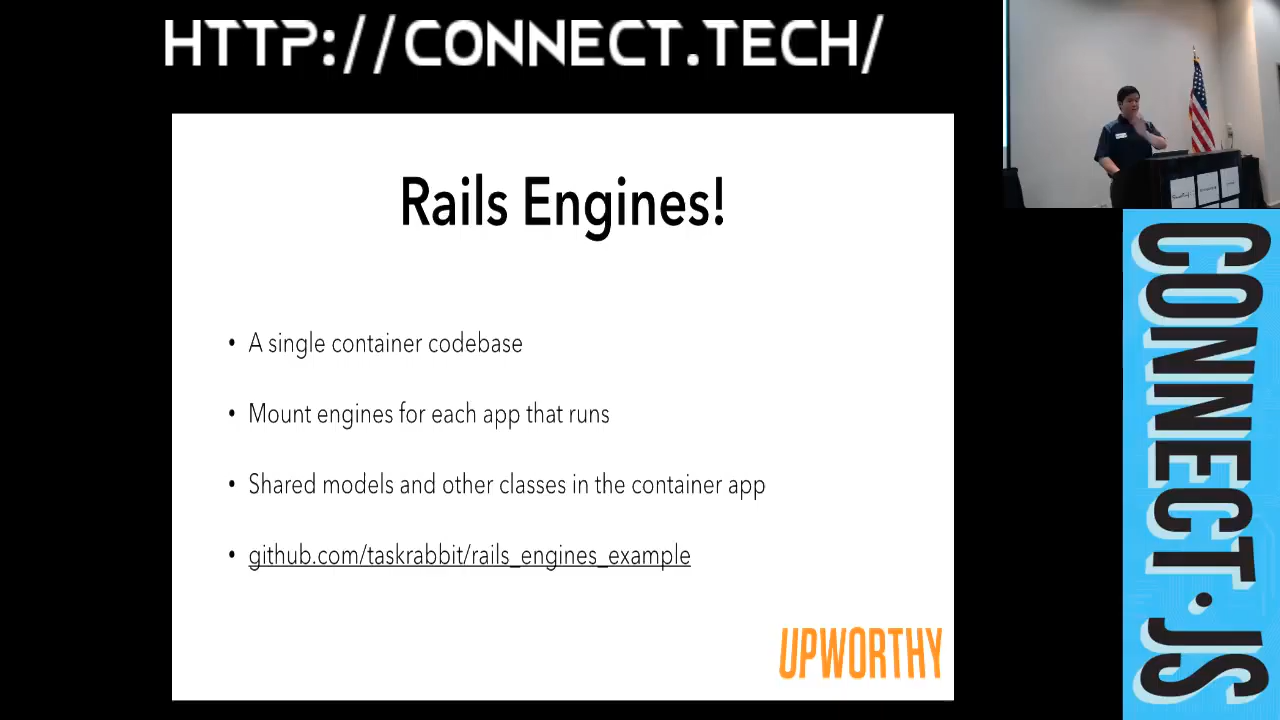 HTTP://CONNECT.TECH/
Rails Engines!
• A single container codebase
• Mount engines for each app that runs
• Shared models and other classes in the container app
• github.com/taskrabbit/rails_engines_example
UPWORTHY
CONNECT.JS